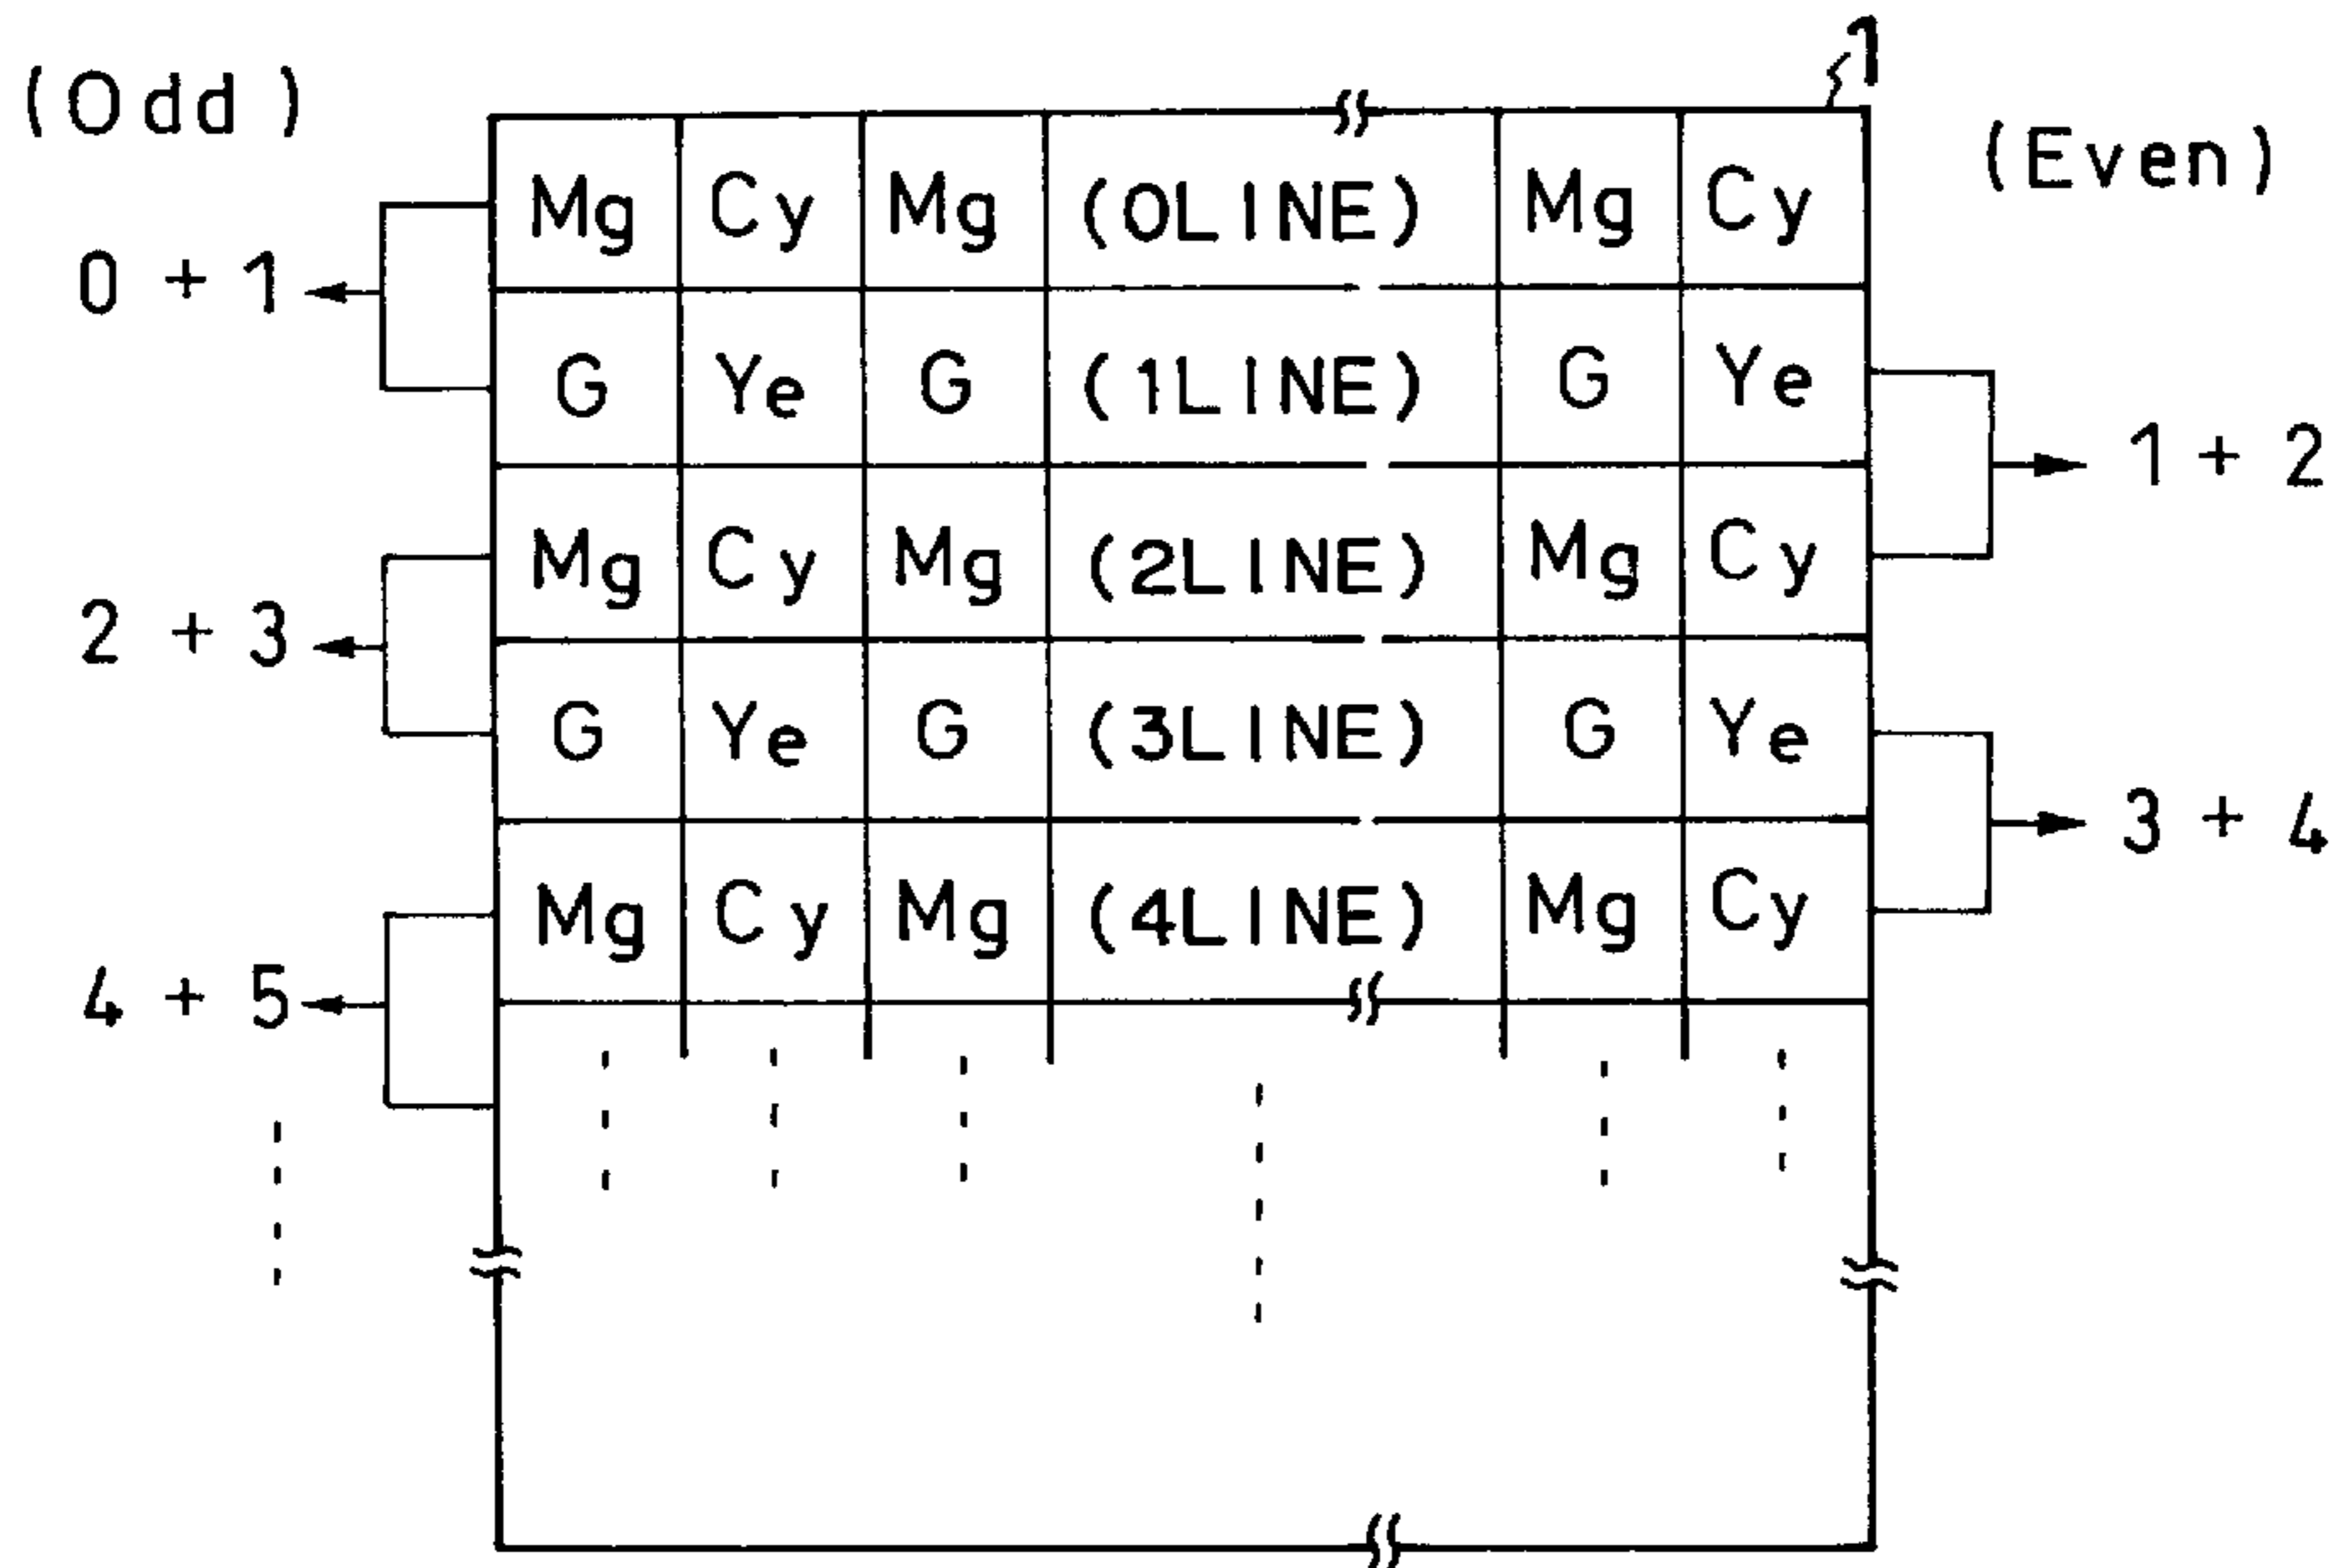 1
(Odd) (Even)
Mg Cy Mg (0LINE) Mg Cy
0 + 1
G Ye G (1LINE) G Ye
1 + 2
Mg Cy Mg (2LINE) Mg Cy
2 + 3
G Ye G (3LINE) G Ye
3 + 4
Mg Cy Mg (4LINE) Mg Cy
4 + 5